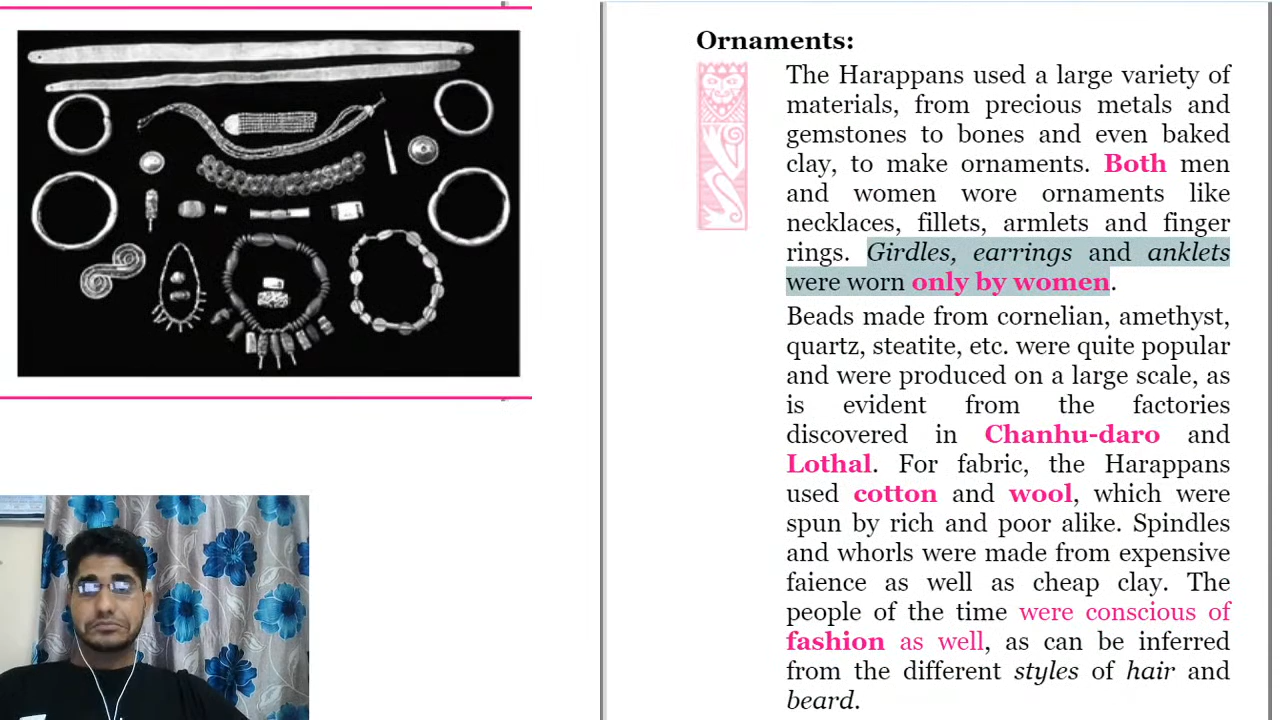 Ornaments:
The Harappans used a large variety of
materials, from precious metals and
gemstones to bones and even baked
clay, to make ornaments. Both men
and women wore ornaments like
necklaces, fillets, armlets and finger
rings. Girdles, earrings and anklets
were worn only by women.
Beads made from cornelian, amethyst,
quartz, steatite, etc. were quite popular
and were produced on a large scale, as
is evident from the factories
discovered in Chanhu-daro and
Lothal. For fabric, the Harappans
used cotton and wool, which were
spun by rich and poor alike. Spindles
and whorls were made from expensive
faience as well as cheap clay. The
people of the time were conscious of
fashion as well, as can be inferred
from the different styles of hair and
beard.